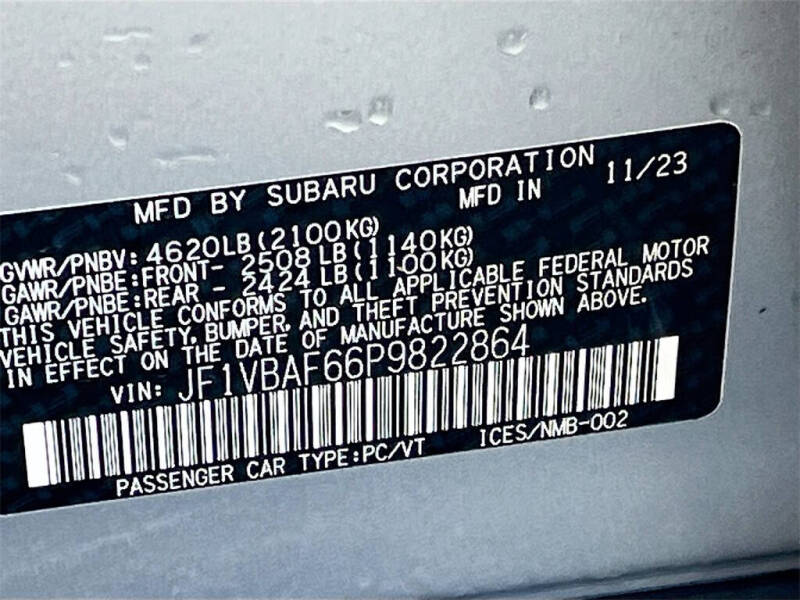 MFD BY SUBARU CORPORATION
MFD IN 11/23
GVWR/PNBV: 4620LB(2100KG)
GAWR/PNBE:FRONT- 2508 LB(1140KG)
GAWR/PNBE:REAR - 2424 LB(1100KG)
THIS VEHICLE CONFORMS TO ALL APPLICABLE FEDERAL MOTOR
VEHICLE SAFETY, BUMPER, AND THEFT PREVENTION STANDARDS
IN EFFECT ON THE DATE OF MANUFACTURE SHOWN ABOVE.
VIN: JF1VBAF66P9822864
PASSENGER CAR TYPE:PC/VT ICES/NMB-002